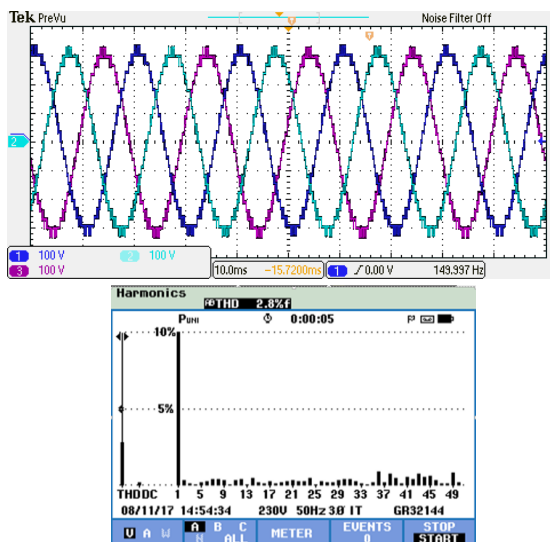 Tek PreVu Noise Filter Off
T
T
2
1 100 V 2 100 V
3 100 V
10.0ms -15.7200ms 1 0.00 V 149.997 Hz
Harmonics
THD 2.8%f
PUNI 0:00:05
10%
5%
THDDC 1 5 9 13 17 21 25 29 33 37 41 45 49
08/11/17 14:54:34 230V 50Hz 3Ø IT GR32144
V A W A B C METER EVENTS STOP
N ALL 0 START